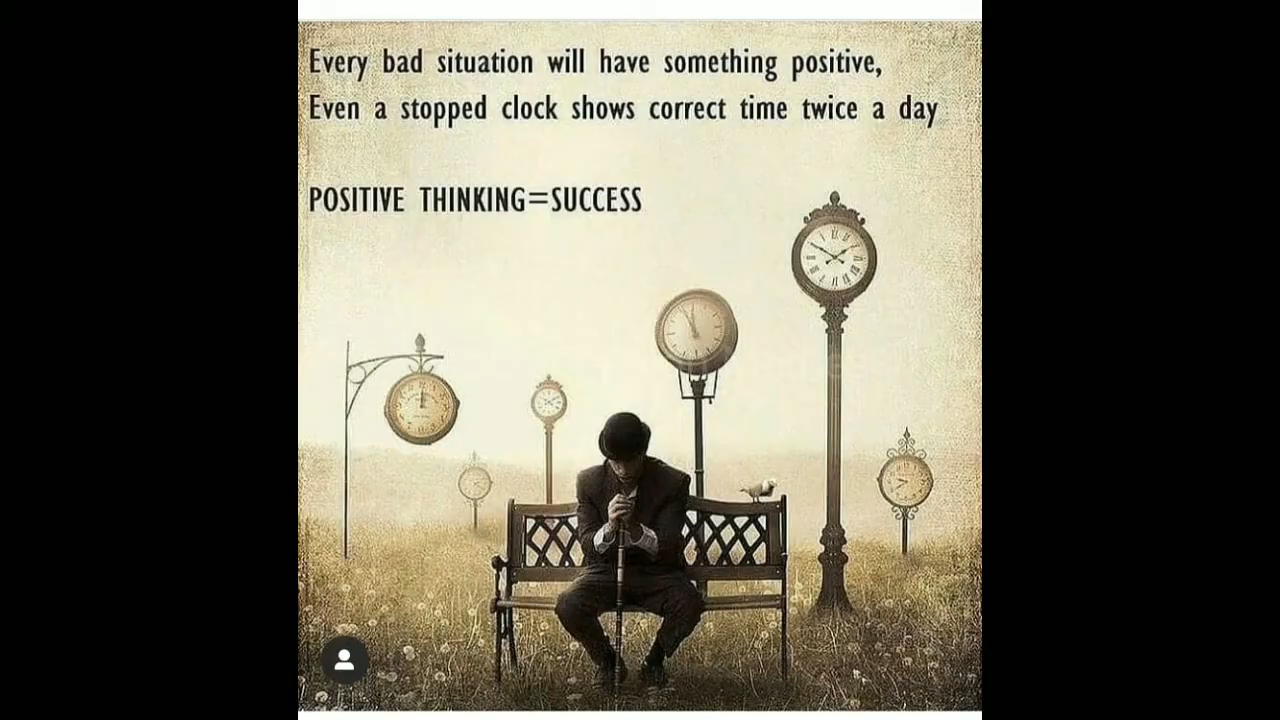 Every bad situation will have something positive,
Even a stopped clock shows correct time twice a day
POSITIVE THINKING=SUCCESS